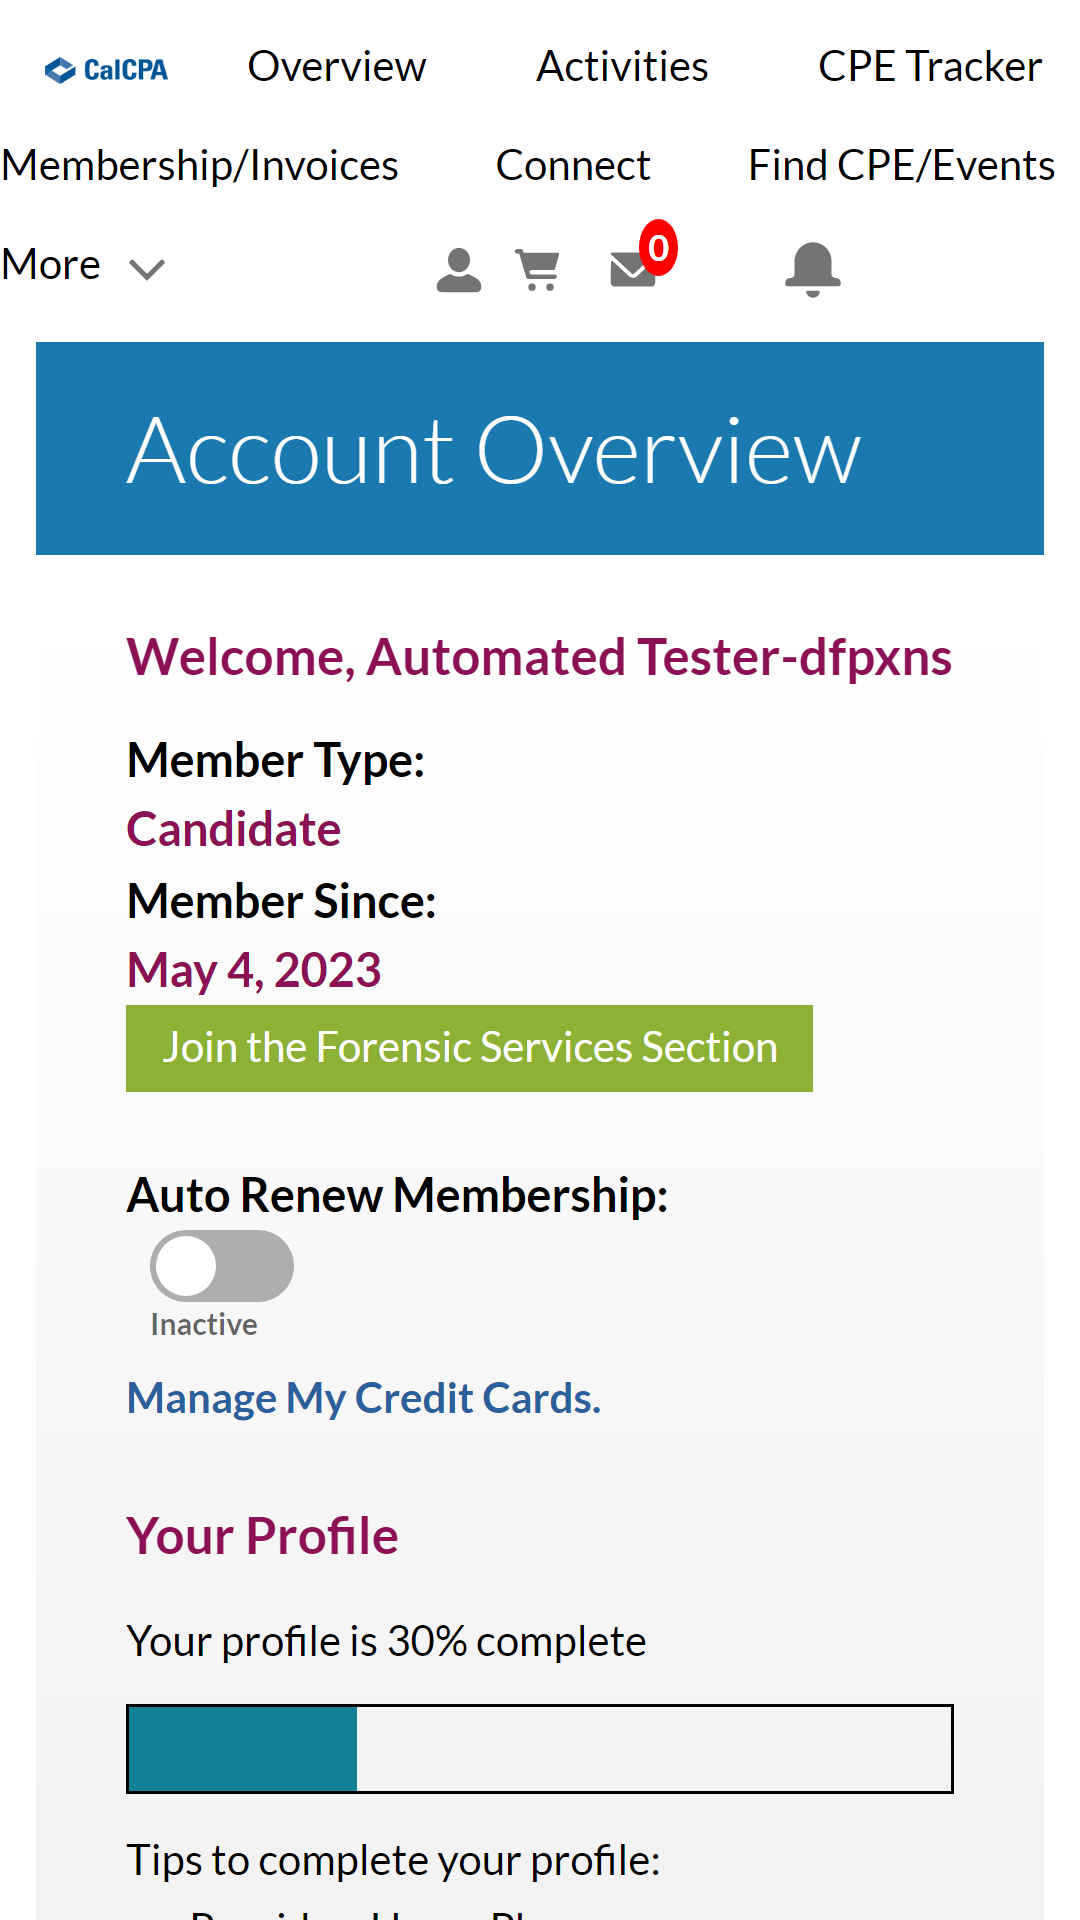 CalCPA Overview Activities CPE Tracker
Membership/Invoices Connect Find CPE/Events
More 0
Account Overview
Welcome, Automated Tester-dfpxns
Member Type:
Candidate
Member Since:
May 4, 2023
Join the Forensic Services Section
Auto Renew Membership:
Inactive
Manage My Credit Cards.
Your Profile
Your profile is 30% complete
Tips to complete your profile: